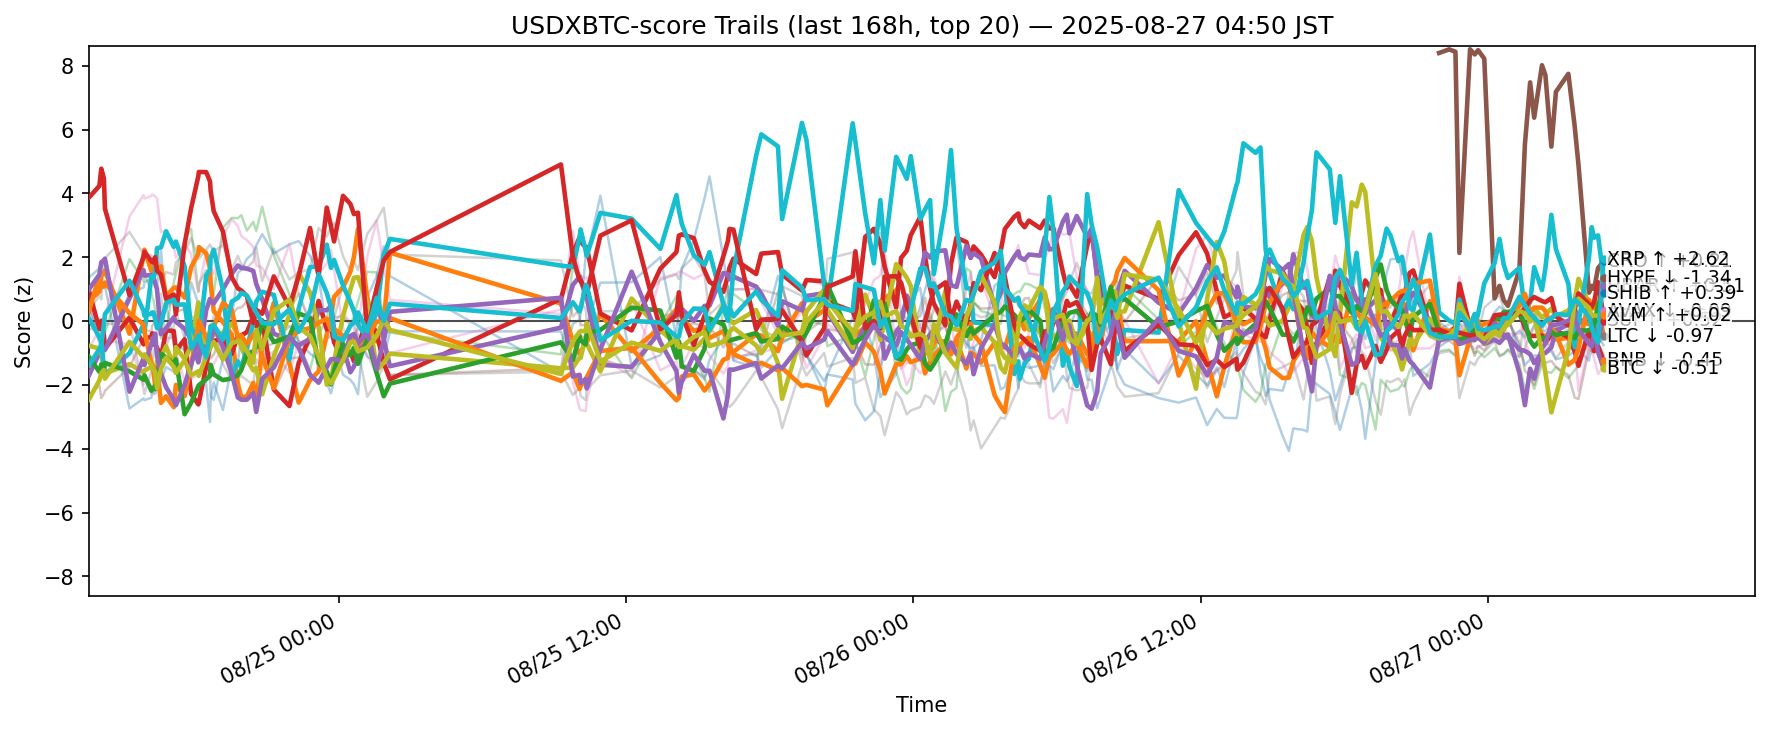 USDXBTC-score Trails (last 168h, top 20) — 2025-08-27 04:50 JST
Score (z)
8
6
4
2
0
−2
−4
−6
−8
XRP ↑ +2.62
HYPE ↓ -1.34
SHIB ↑ +0.39
XLM ↑ +0.02
LTC ↓ -0.97
BNB ↓ -0.45
BTC ↓ -0.51
08/25 00:00
08/25 12:00
08/26 00:00
08/26 12:00
08/27 00:00
Time